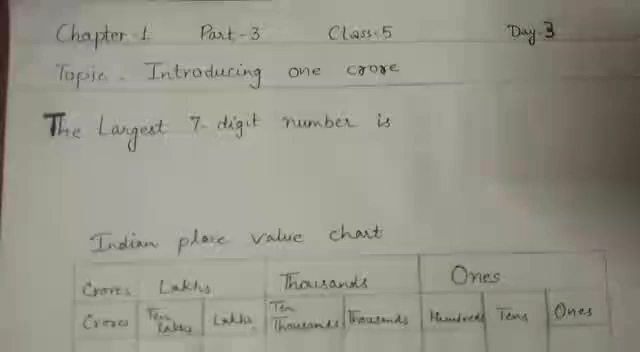 Chapter-1 Part-3 Class-5 Day-3
Topic - Introducing one crore
The Largest 7-digit number is
Indian place value chart
Crores Lakhs Thousands Ones
Crores Ten Lakhs Lakhs Ten Thousands Thousands Hundreds Tens Ones